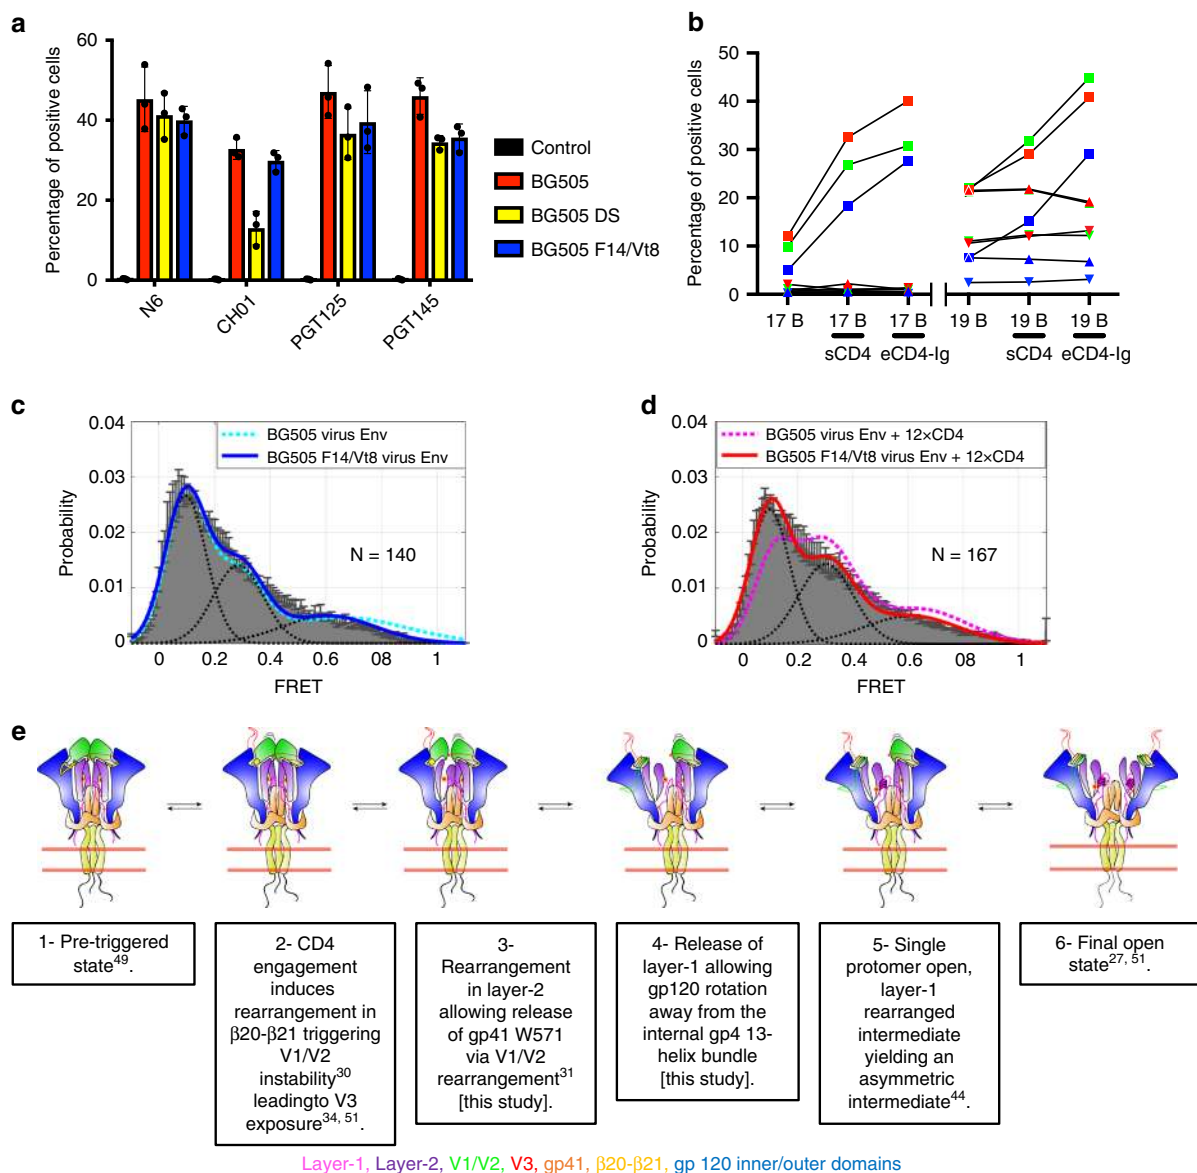 a
Percentage of positive cells
60
40
20
0
N6
CH01
PGT125
PGT145
Control
BG505
BG505 DS
BG505 F14/Vt8
b
Percentage of positive cells
50
40
30
20
10
0
17 B
17 B
17 B
19 B
19 B
19 B
sCD4
eCD4-Ig
sCD4
eCD4-Ig
c
Probability
0.04
0.03
0.02
0.01
0
BG505 virus Env
BG505 F14/Vt8 virus Env
N = 140
0
0.2
0.4
0.6
08
1
FRET
d
Probability
0.04
0.03
0.02
0.01
0
BG505 virus Env + 12×CD4
BG505 F14/Vt8 virus Env + 12×CD4
N = 167
0
0.2
0.4
0.6
08
1
FRET
e
1- Pre-triggered
state49.
2- CD4
engagement
induces
rearrangement in
β20-β21 triggering
V1/V2
instability30
leadingto V3
exposure34, 51.
3-
Rearrangement
in layer-2
allowing release
of gp41 W571
via V1/V2
rearrangement31
[this study].
4- Release of
layer-1 allowing
gp120 rotation
away from the
internal gp4 13-
helix bundle
[this study].
5- Single
protomer open,
layer-1
rearranged
intermediate
yielding an
asymmetric
intermediate44.
6- Final open
state27, 51.
Layer-1, Layer-2, V1/V2, V3, gp41, β20-β21, gp 120 inner/outer domains